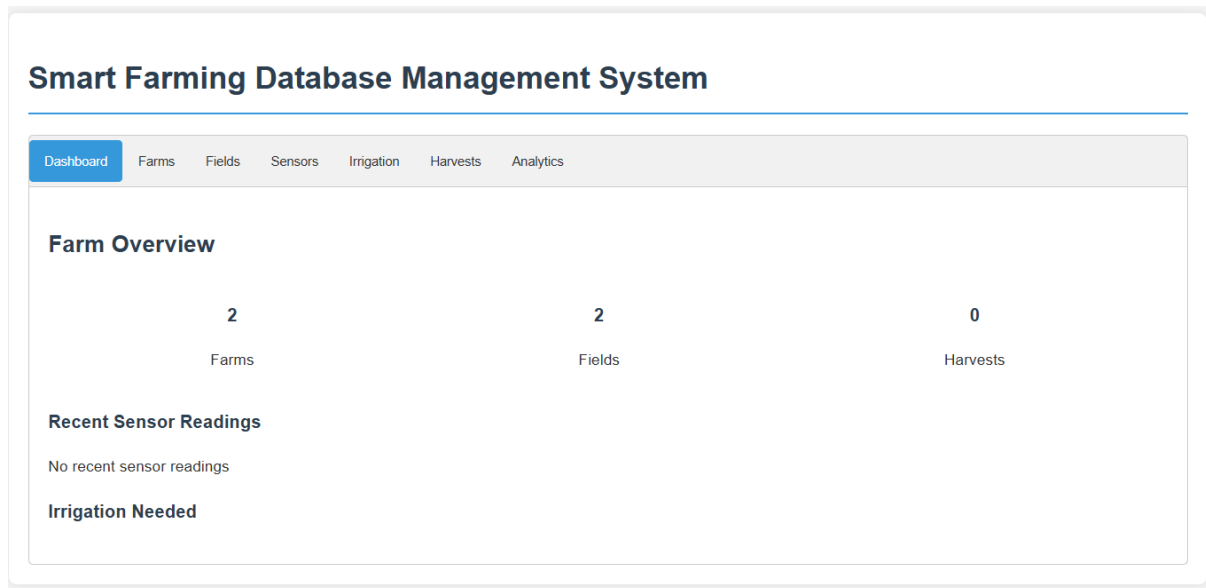 Smart Farming Database Management System
Dashboard Farms Fields Sensors Irrigation Harvests Analytics
Farm Overview
2 2 0
Farms Fields Harvests
Recent Sensor Readings
No recent sensor readings
Irrigation Needed